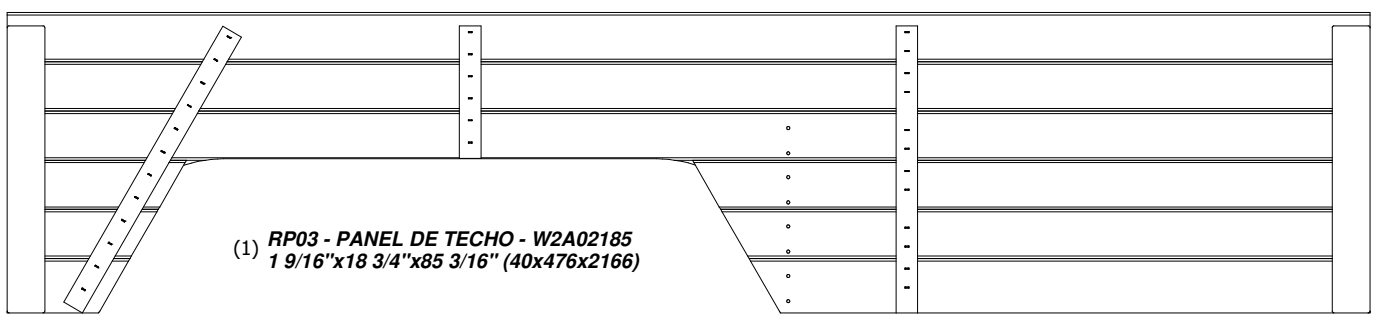 (1) RP03 - PANEL DE TECHO - W2A02185
1 9/16"x18 3/4"x85 3/16" (40x476x2166)